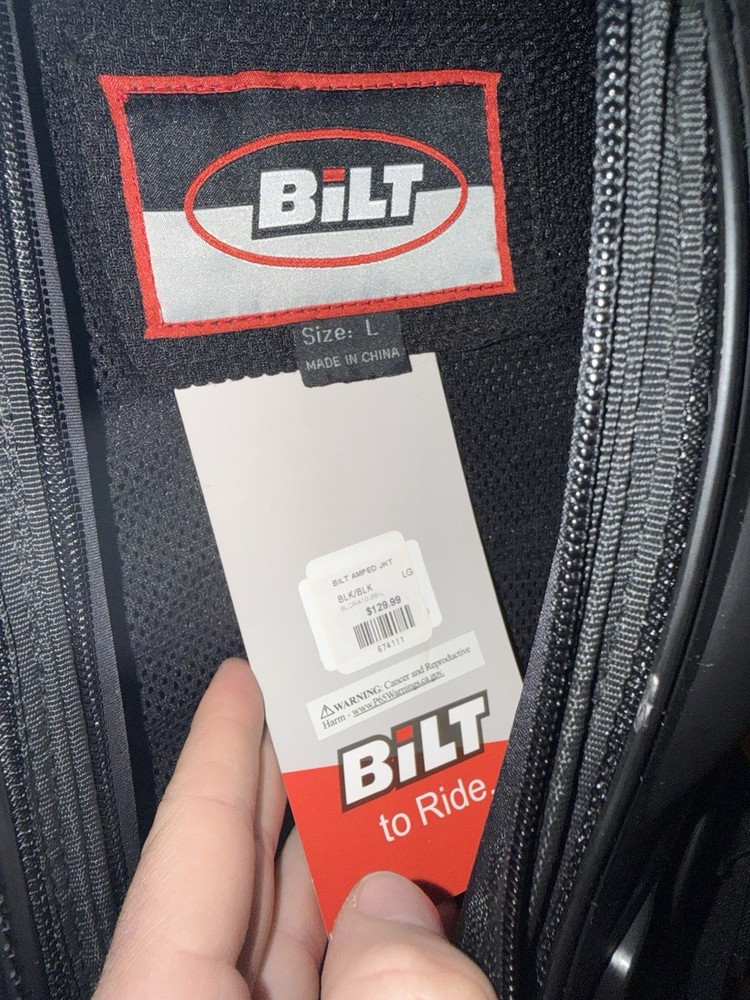 BiLT
Size: L
MADE IN CHINA
BILT AMPED JKT
BLK/BLK LG
$129.99
674111
⚠WARNING: Cancer and Reproductive
Harm - www.P65Warnings.ca.gov.
BiLT
to Ride.